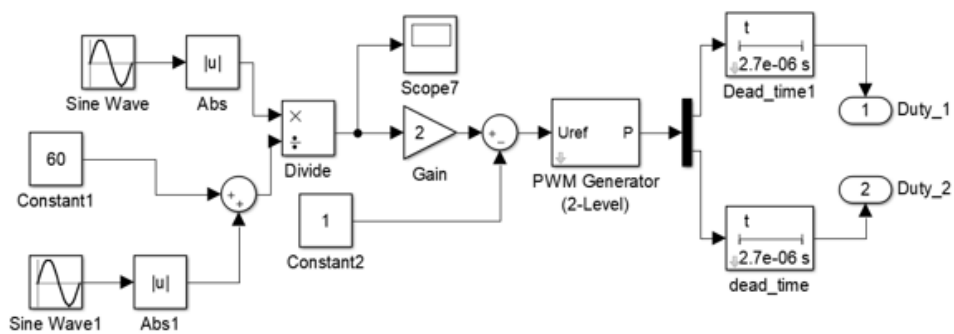 t
2.7e-06 s
Dead_time1
|u|
Sine Wave
Abs
Scope7
×
÷
Divide
1
Duty_1
60
Constant1
2
Gain
+
−
Uref
P
PWM Generator
(2-Level)
+
+
1
Constant2
2
Duty_2
t
2.7e-06 s
dead_time
|u|
Sine Wave1
Abs1